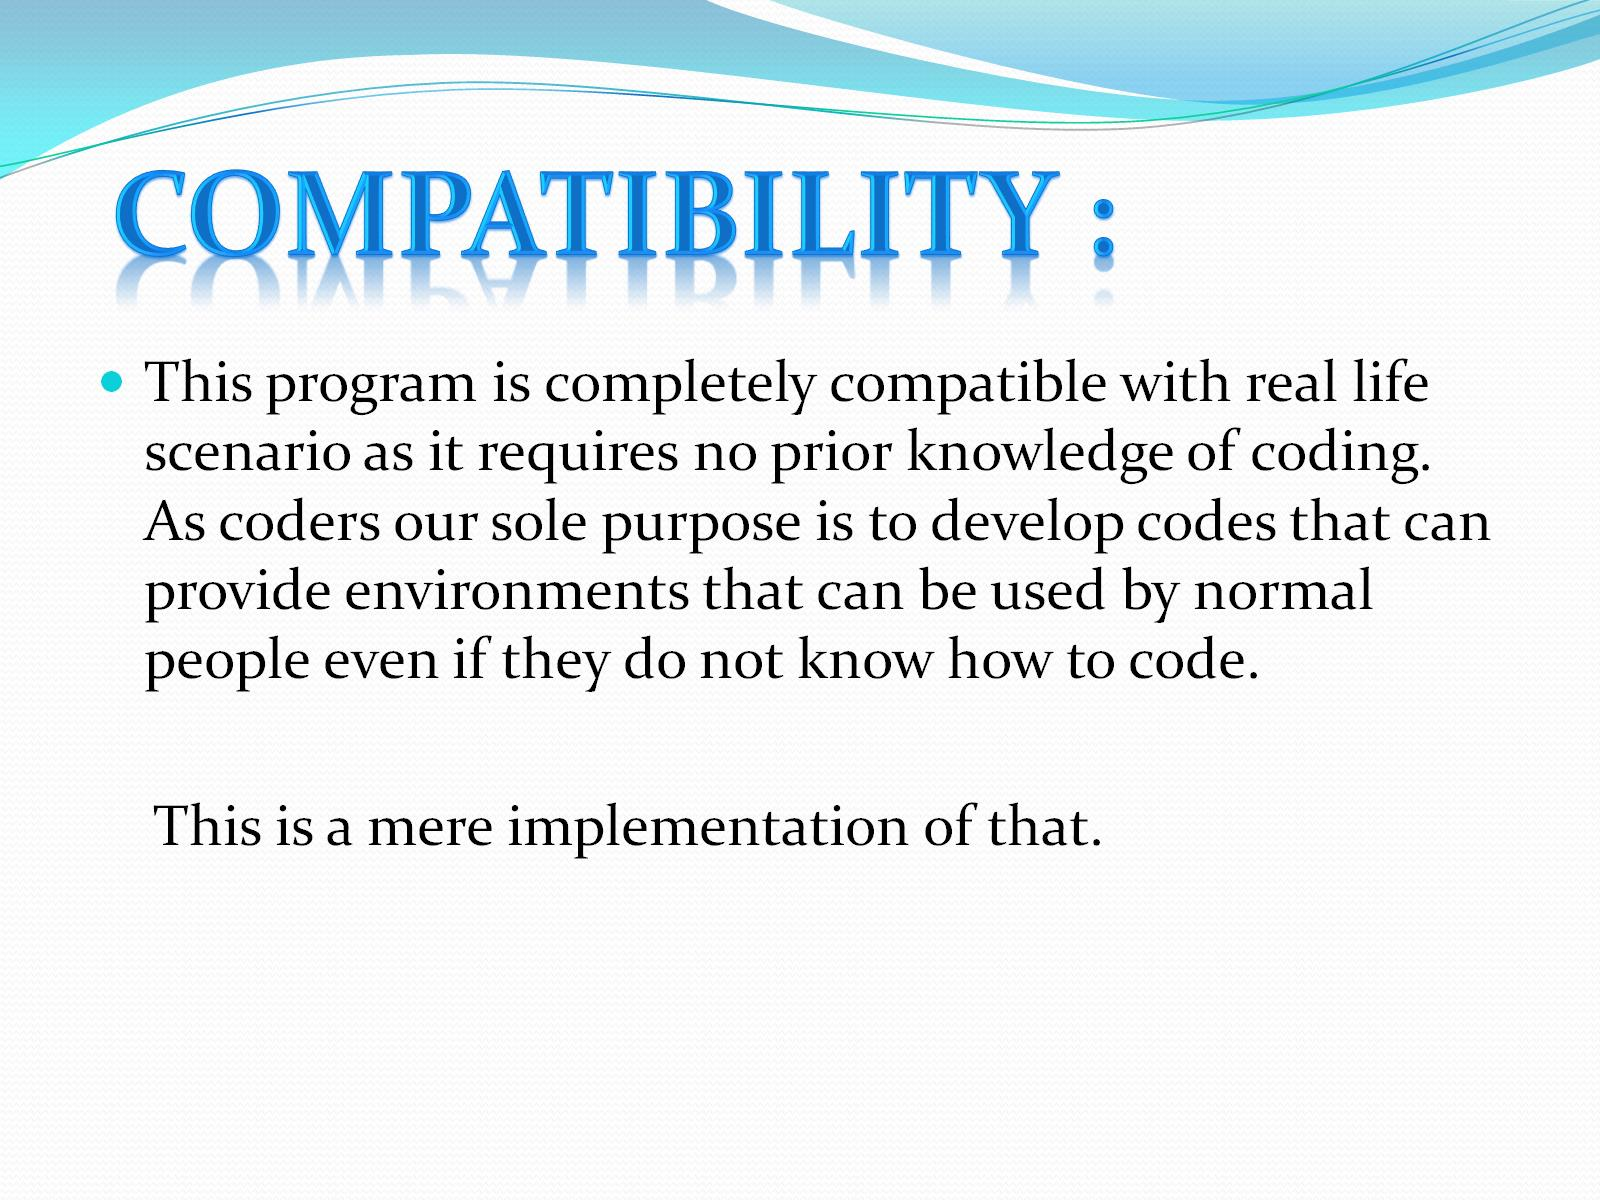 COMPATIBILITY :
This program is completely compatible with real life
scenario as it requires no prior knowledge of coding.
As coders our sole purpose is to develop codes that can
provide environments that can be used by normal
people even if they do not know how to code.
This is a mere implementation of that.